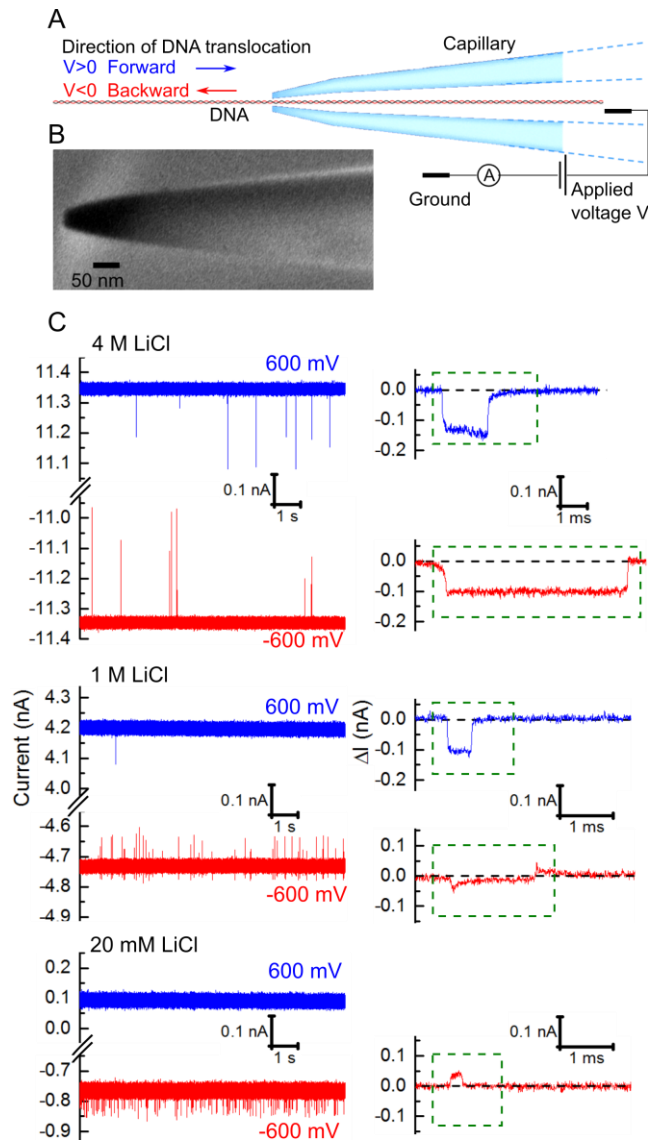 A
Direction of DNA translocation
V>0 Forward
V<0 Backward
DNA
Capillary
A
Ground
Applied
voltage V
B
50 nm
C
4 M LiCl
600 mV
11.4
11.3
11.2
11.1
0.1 nA
1 s
-11.0
-11.1
-11.2
-11.3
-11.4
-600 mV
0.0
-0.1
-0.2
0.1 nA
1 ms
0.0
-0.1
-0.2
1 M LiCl
600 mV
4.3
4.2
4.1
4.0
0.1 nA
1 s
-4.6
-4.7
-4.8
-4.9
-600 mV
Current (nA)
0.0
-0.1
-0.2
0.1 nA
1 ms
0.1
0.0
-0.1
ΔI (nA)
20 mM LiCl
600 mV
0.2
0.1
0.0
0.1 nA
1 s
-0.7
-0.8
-0.9
-600 mV
0.1 nA
1 ms
0.1
0.0
-0.1